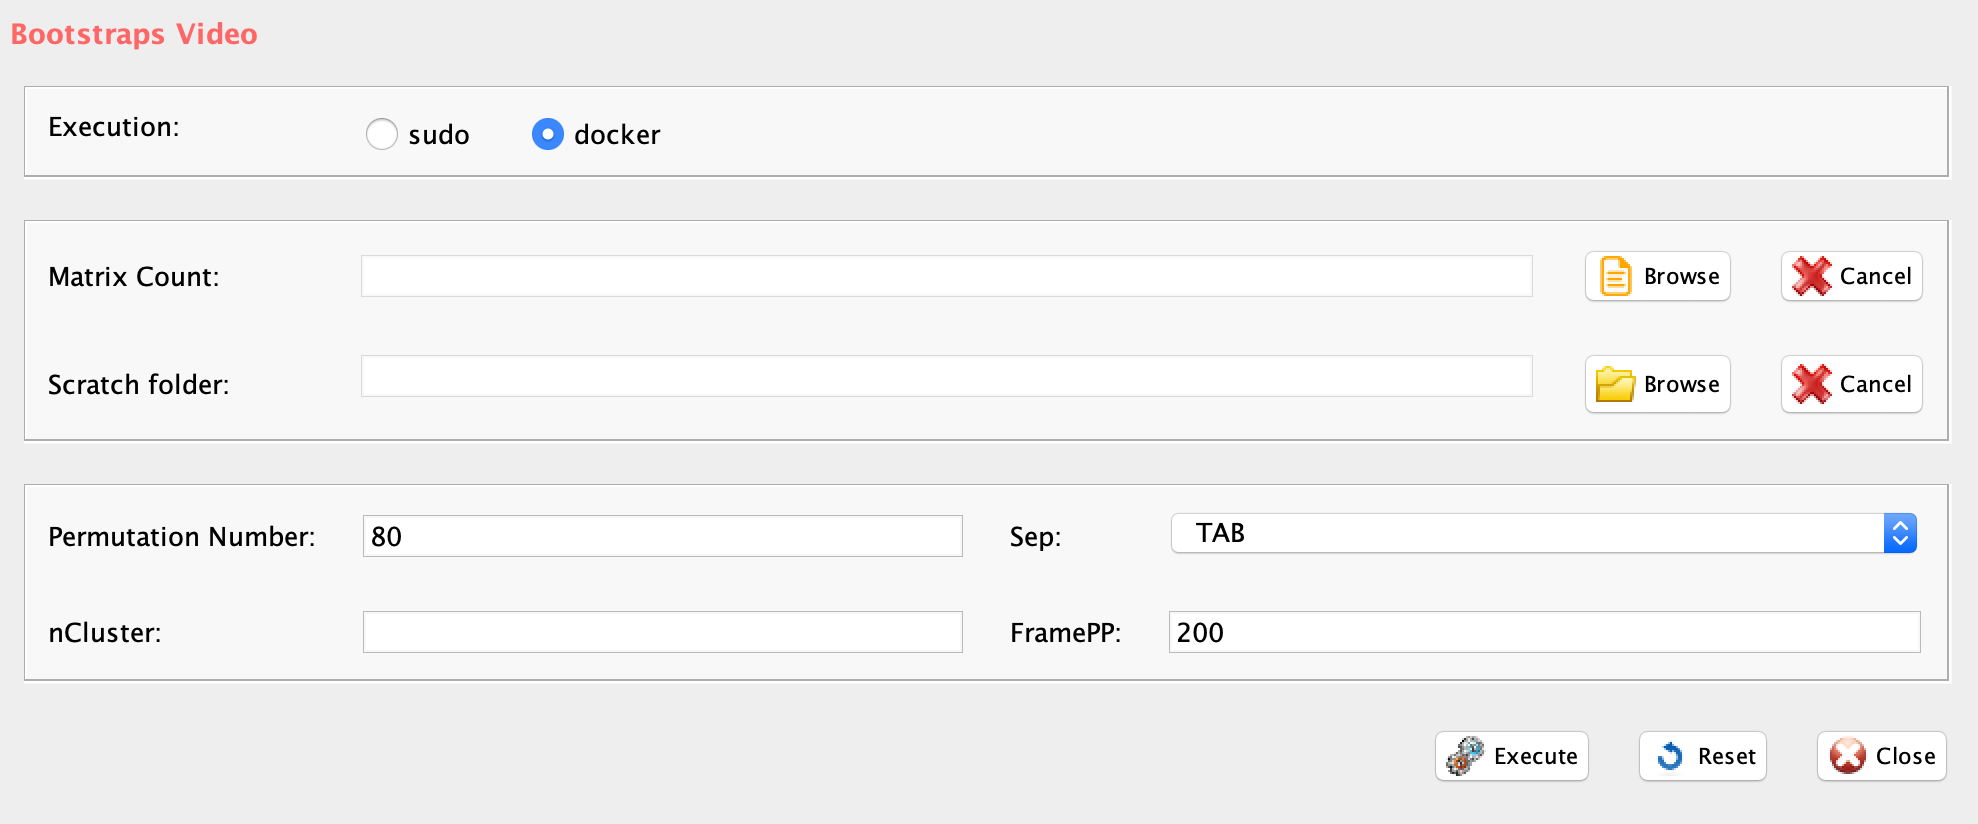 Bootstraps Video
Execution: sudo docker
Matrix Count: Browse Cancel
Scratch folder: Browse Cancel
Permutation Number: 80 Sep: TAB
nCluster: FramePP: 200
Execute Reset Close